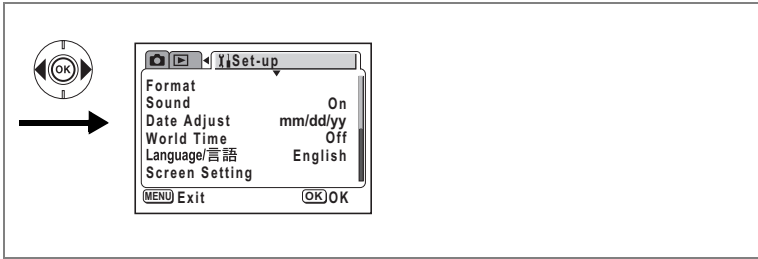 OK
Set-up
Format
Sound On
Date Adjust mm/dd/yy
World Time Off
Language/言語 English
Screen Setting
MENU Exit OK OK